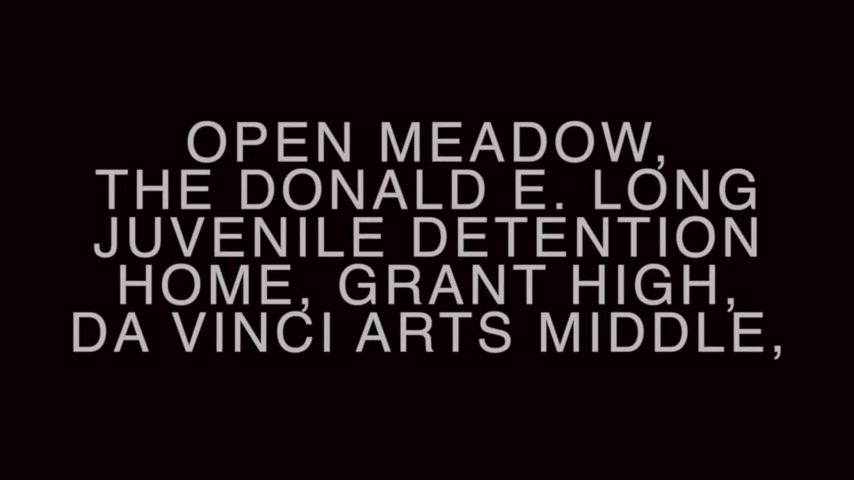 OPEN MEADOW,
THE DONALD E. LONG
JUVENILE DETENTION
HOME, GRANT HIGH,
DA VINCI ARTS MIDDLE,